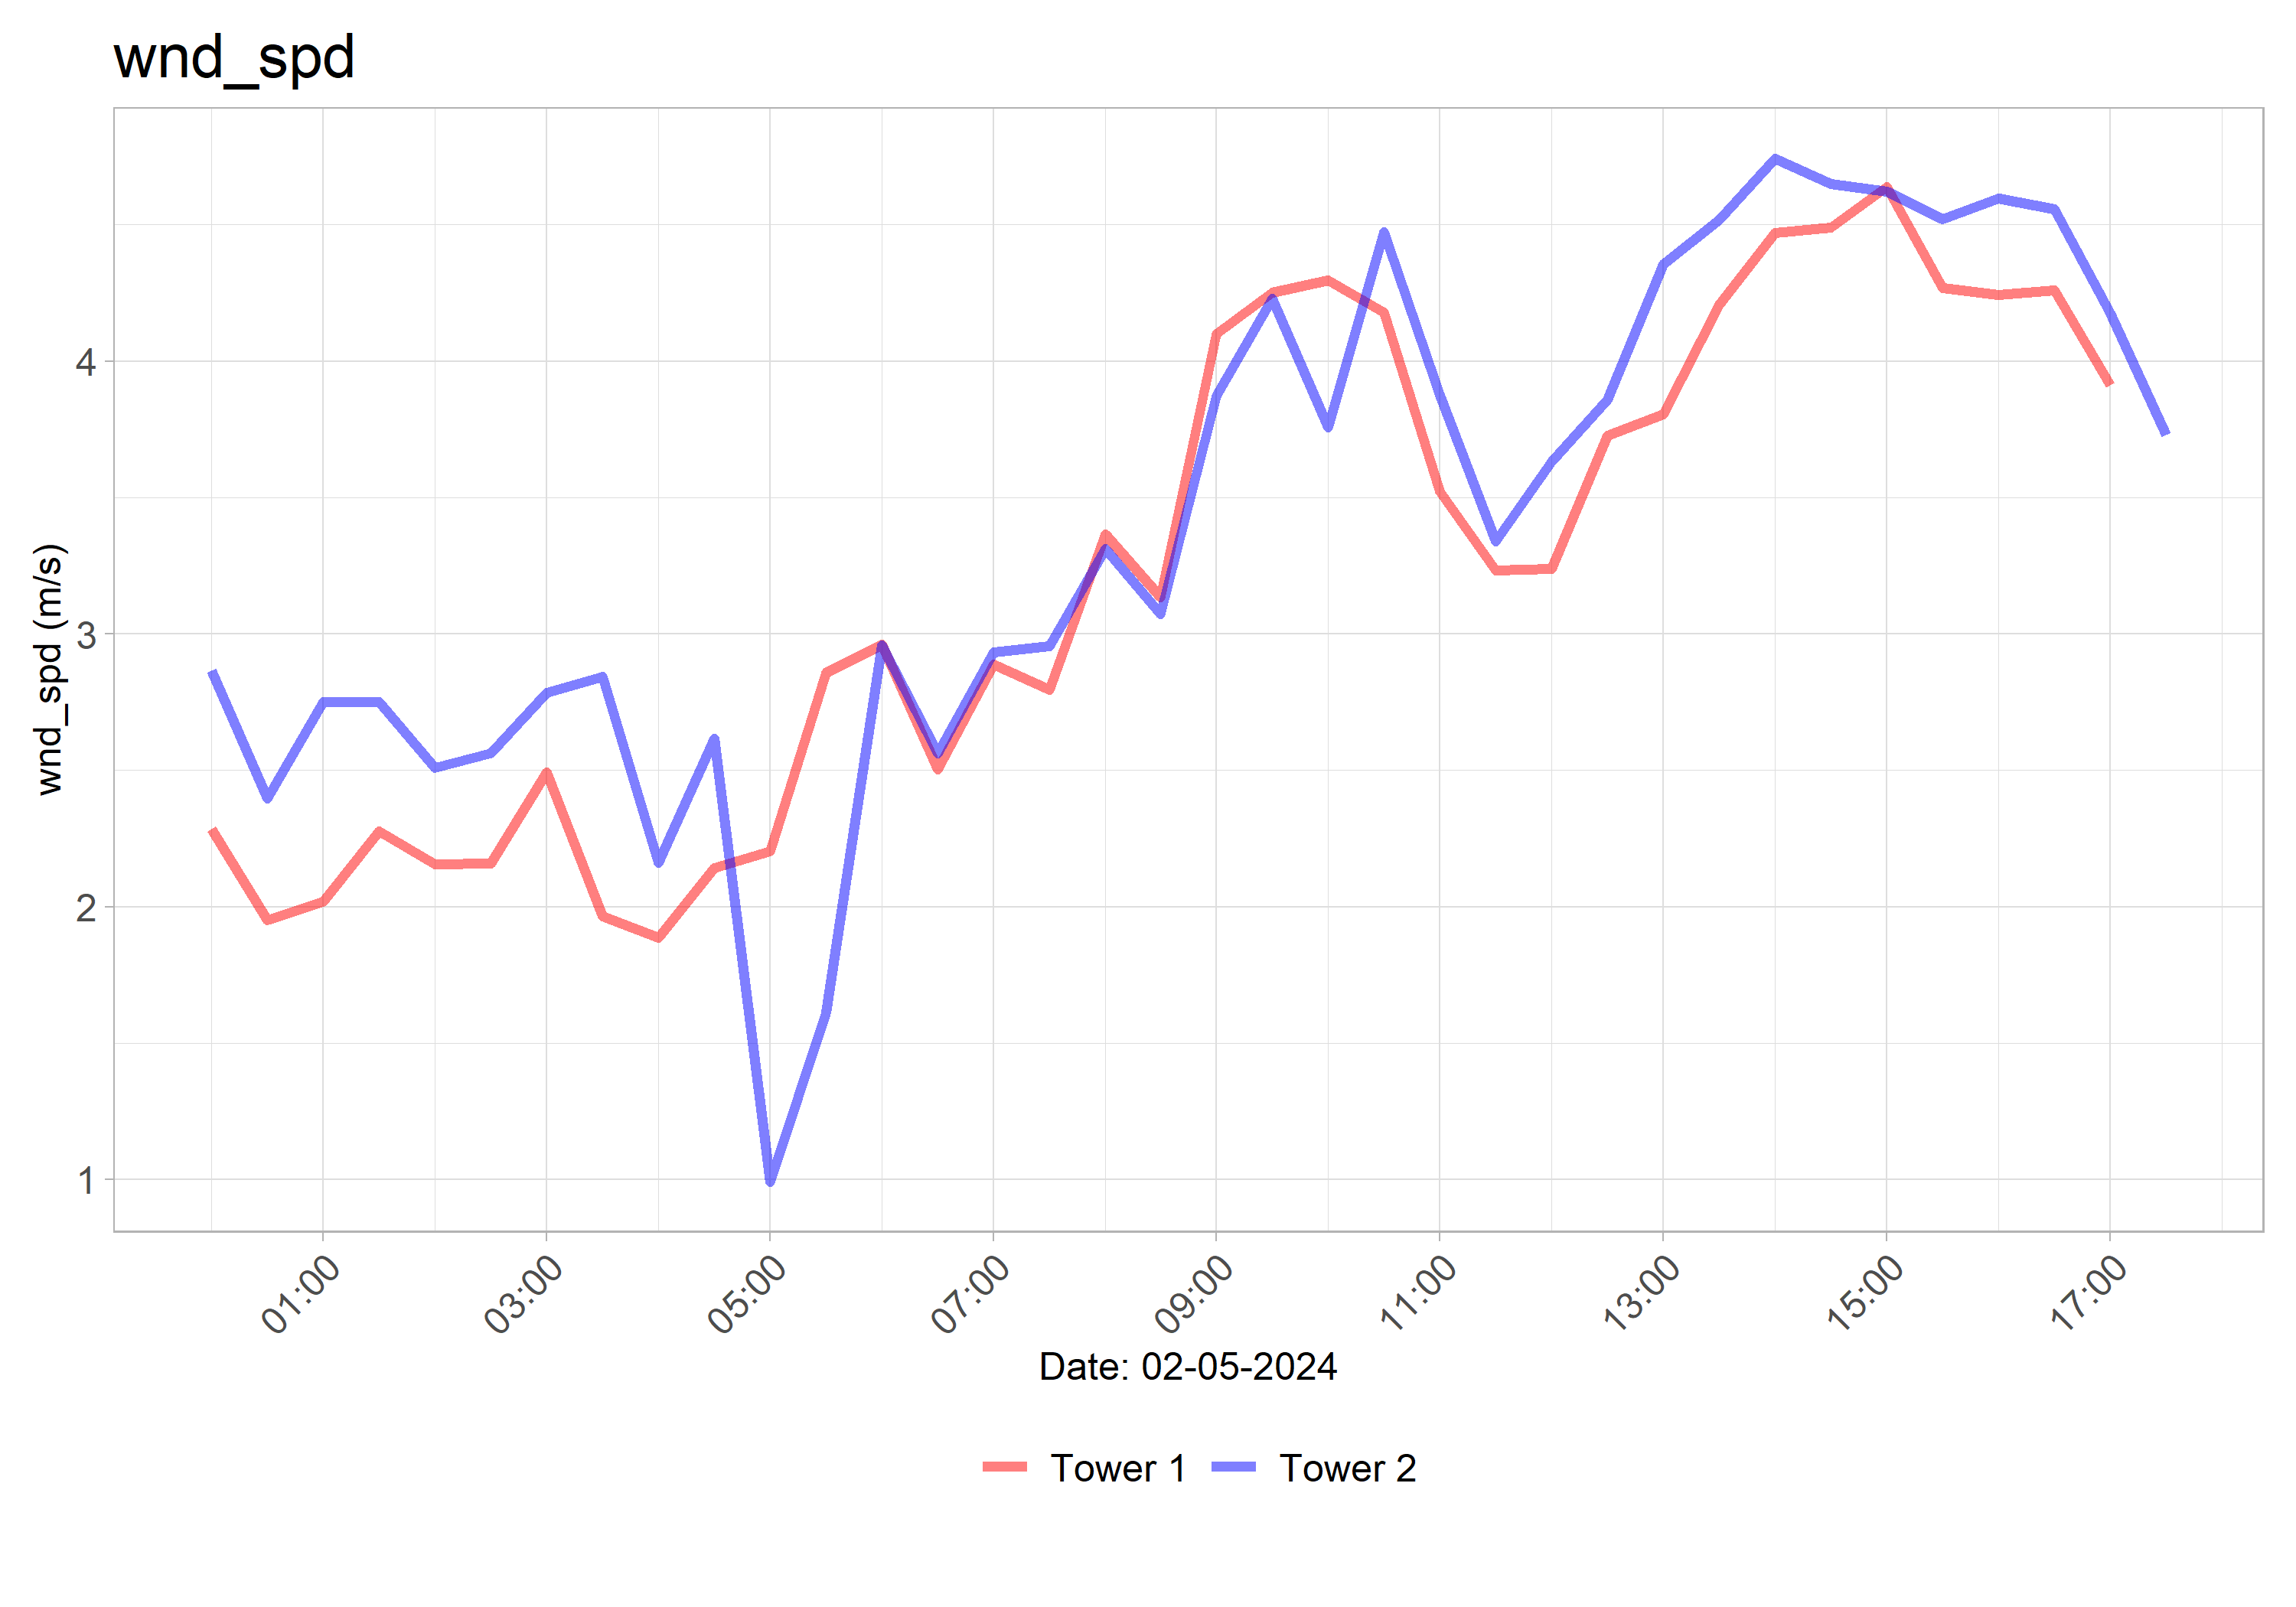 wnd_spd
wnd_spd (m/s)
4
3
2
1
01:00 03:00 05:00 07:00 09:00 11:00 13:00 15:00 17:00
Date: 02-05-2024
Tower 1 Tower 2